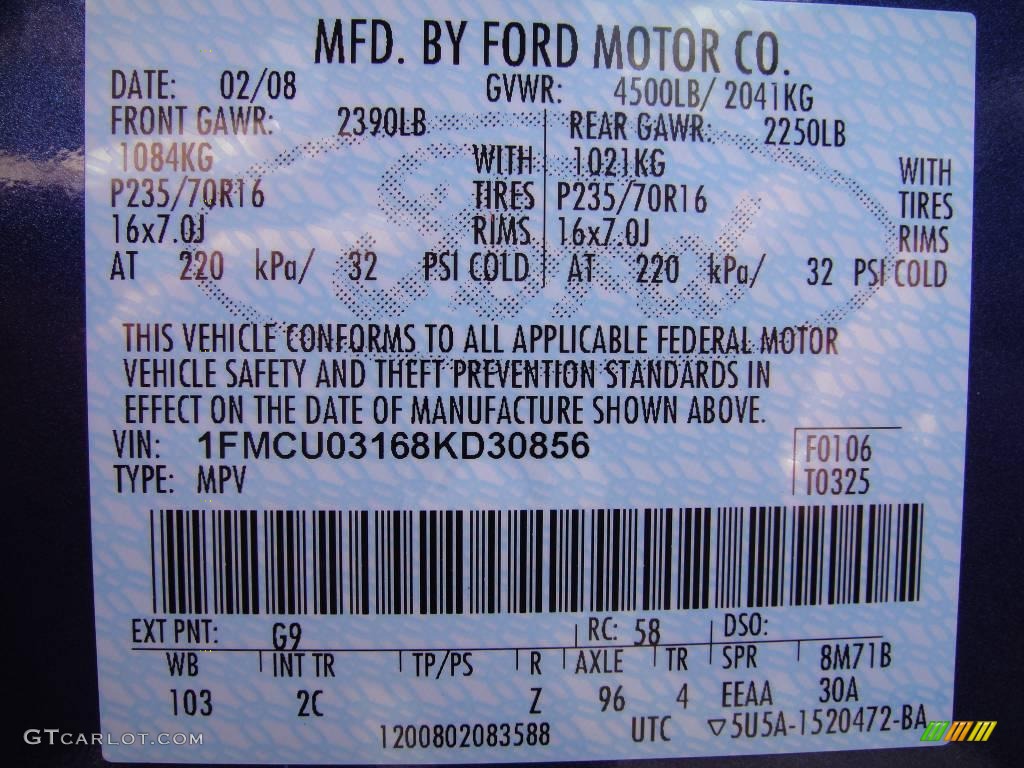 MFD. BY FORD MOTOR CO.
DATE: 02/08 GVWR: 4500LB/ 2041KG
FRONT GAWR: 2390LB REAR GAWR: 2250LB
1084KG WITH 1021KG WITH
P235/70R16 TIRES P235/70R16 TIRES
16x7.0J RIMS 16x7.0J RIMS
AT 220 kPa/ 32 PSI COLD AT 220 kPa/ 32 PSI COLD
THIS VEHICLE CONFORMS TO ALL APPLICABLE FEDERAL MOTOR
VEHICLE SAFETY AND THEFT PREVENTION STANDARDS IN
EFFECT ON THE DATE OF MANUFACTURE SHOWN ABOVE.
VIN: 1FMCU03168KD30856 F0106
TYPE: MPV T0325
EXT PNT: G9 RC: 58 DSO:
WB INT TR TP/PS R AXLE TR SPR 8M71B
103 2C Z 96 4 EEAA 30A
1200802083588 UTC ▽5U5A-1520472-BA
GTCARLOT.COM